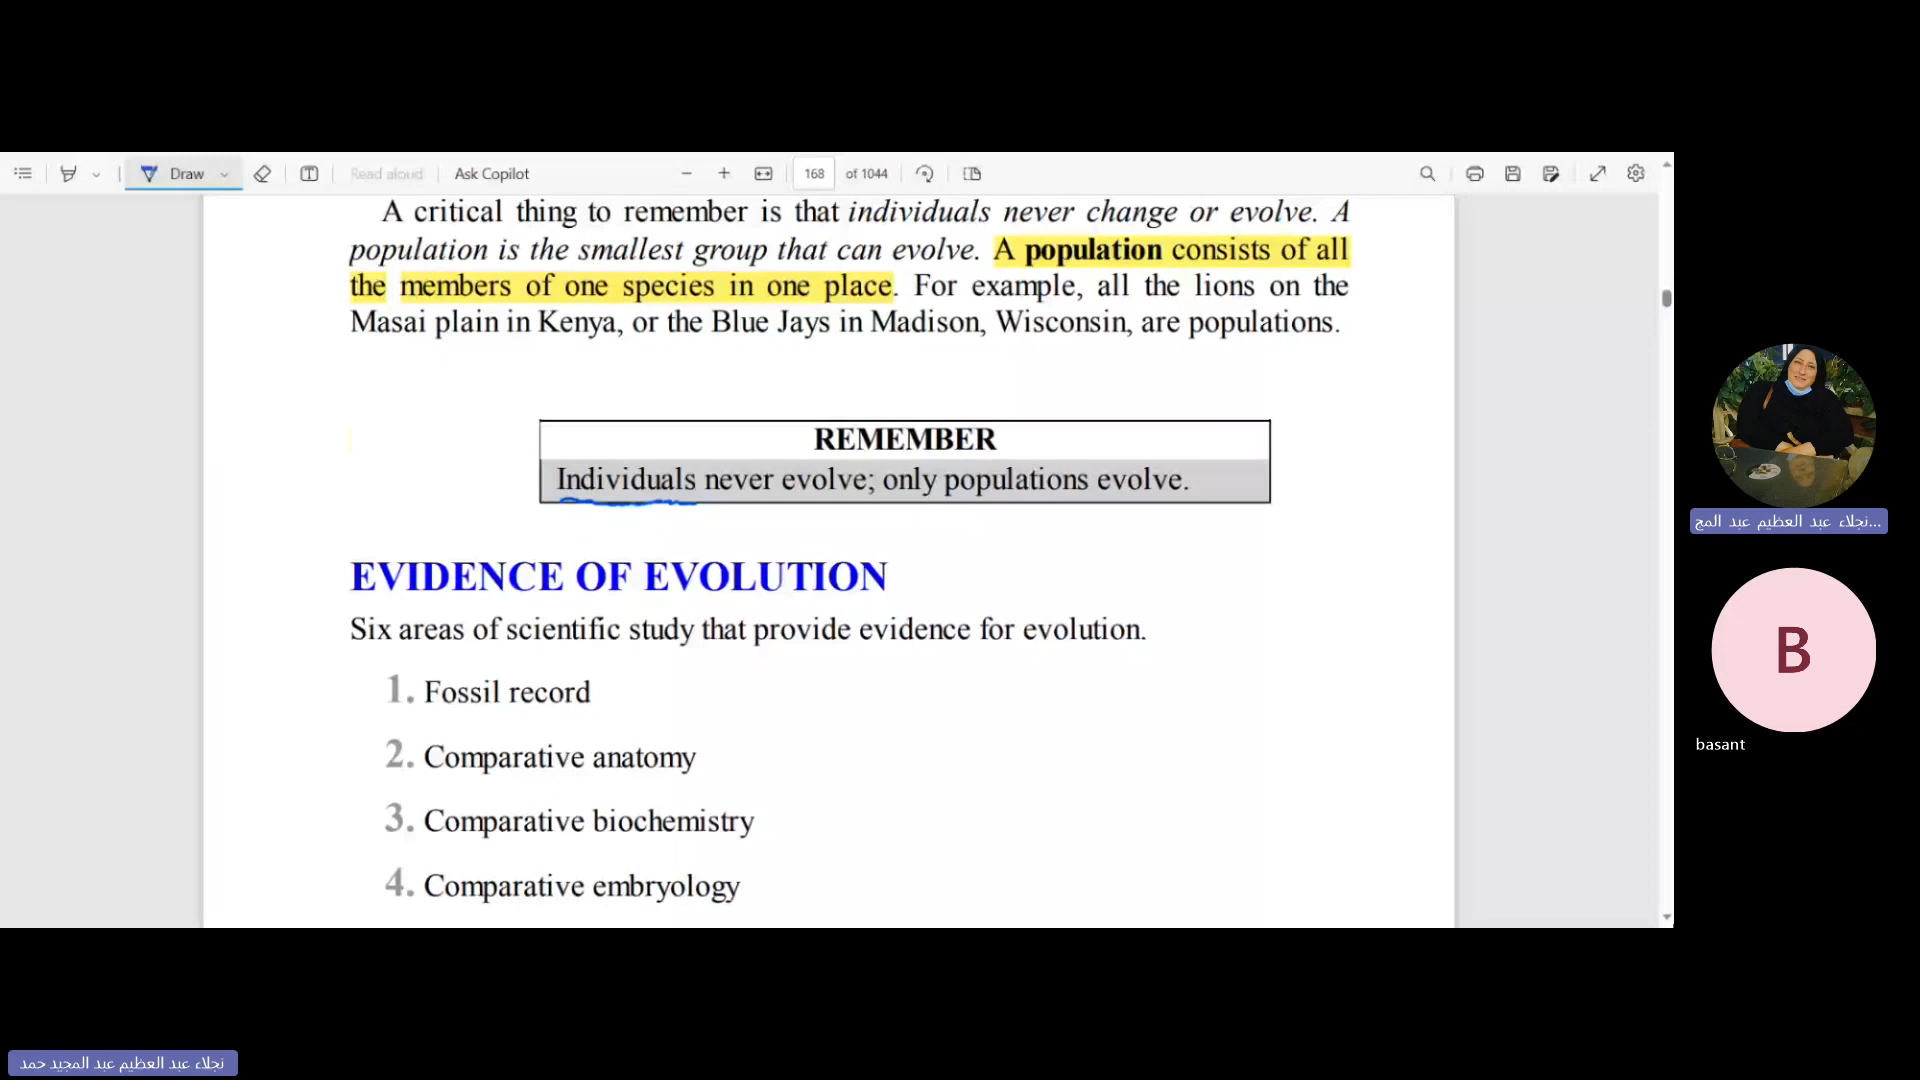 Draw
Read aloud
Ask Copilot
168 of 1044
A critical thing to remember is that individuals never change or evolve. A
population is the smallest group that can evolve. A population consists of all
the members of one species in one place. For example, all the lions on the
Masai plain in Kenya, or the Blue Jays in Madison, Wisconsin, are populations.
REMEMBER
Individuals never evolve; only populations evolve.
EVIDENCE OF EVOLUTION
Six areas of scientific study that provide evidence for evolution.
1. Fossil record
2. Comparative anatomy
3. Comparative biochemistry
4. Comparative embryology
نجلاء عبد العظيم عبد المج...
B
basant
نجلاء عبد العظيم عبد المجيد حمد